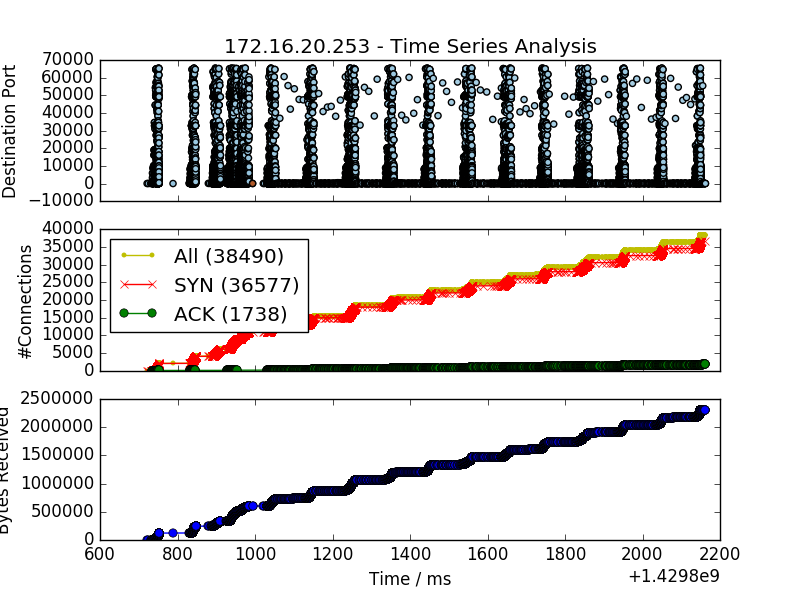 172.16.20.253 - Time Series Analysis
70000
60000
50000
40000
30000
20000
10000
0
−10000
Destination Port
40000
35000
30000
25000
20000
15000
10000
5000
0
#Connections
All (38490)
SYN (36577)
ACK (1738)
2500000
2000000
1500000
1000000
500000
0
Bytes Received
600 800 1000 1200 1400 1600 1800 2000 2200
Time / ms
+1.4298e9